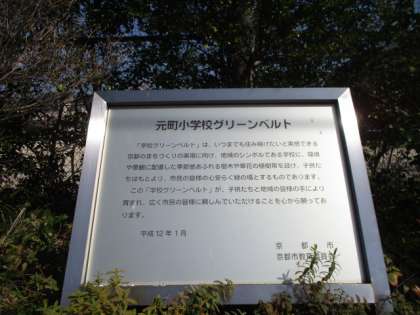 元町小学校グリーンベルト
「学校グリーンベルト」は、いつまでも住み続けたいと実感できる
京都のまちづくりの実現に向け、地域のシンボルである学校に、環境
や景観に配慮した季節感あふれる樹木や草花の植樹帯を設け、子供た
ちはもとより、市民の皆様の心安らぐ緑の場とするものであります。
この「学校グリーンベルト」が、子供たちと地域の皆様の手により
育まれ、広く市民の皆様に親しんでいただけることを心から願ってお
ります。
平成12年1月
京都市
京都市教育委員会